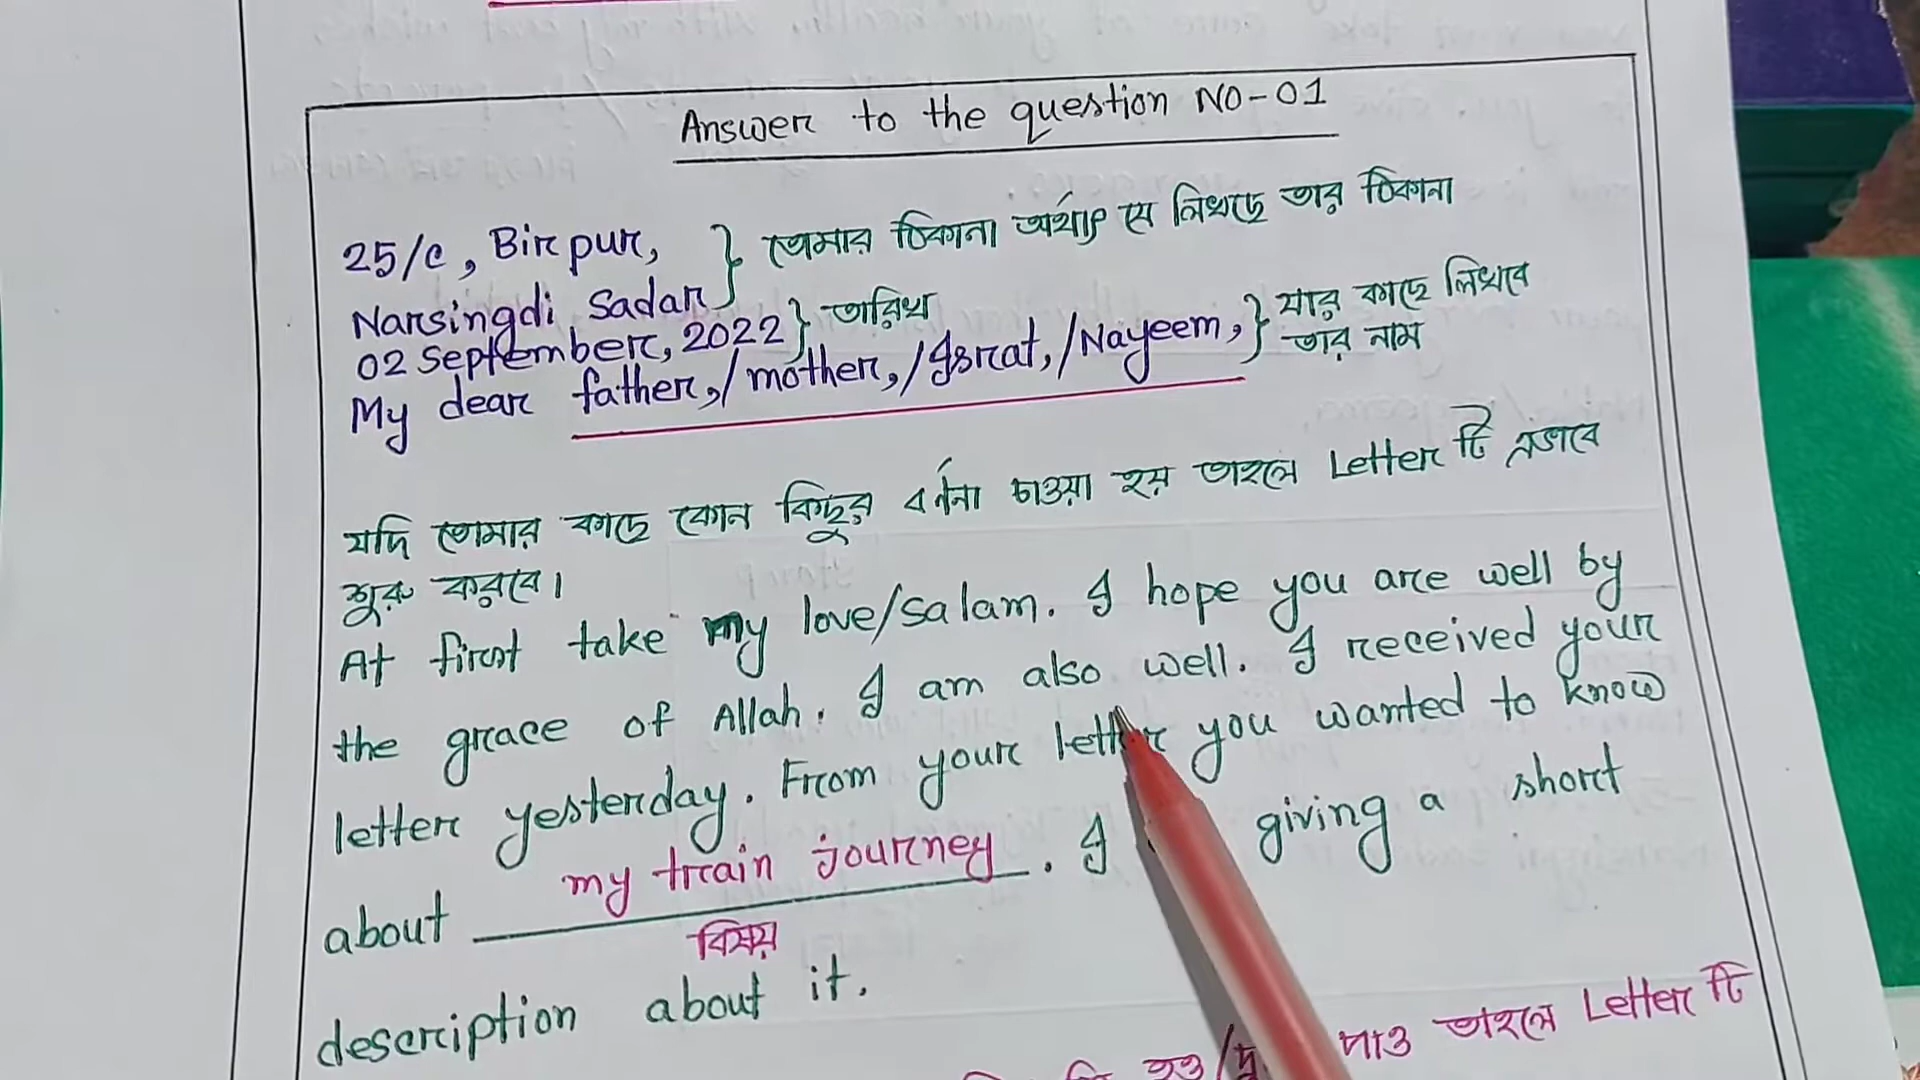 Answer to the question NO-01
25/c, Birpur, } তোমার ঠিকানা অর্থাৎ যে লিখছে তার ঠিকানা
Narsingdi Sadar
02 September, 2022 } তারিখ
My dear father,/mother,/Israt,/Nayeem, } যার কাছে লিখবে
তার নাম
যদি তোমার কাছে কোন কিছুর বর্ননা চাওয়া হয় তাহলে Letter টি এভাবে
শুরু করবে।
At first take my love/salam. I hope you are well by
the grace of Allah. I am also well. I received your
letter yesterday. From your letter you wanted to know
about my train journey. I giving a short
বিষয়
description about it.
পাও তাহলে Letter টি